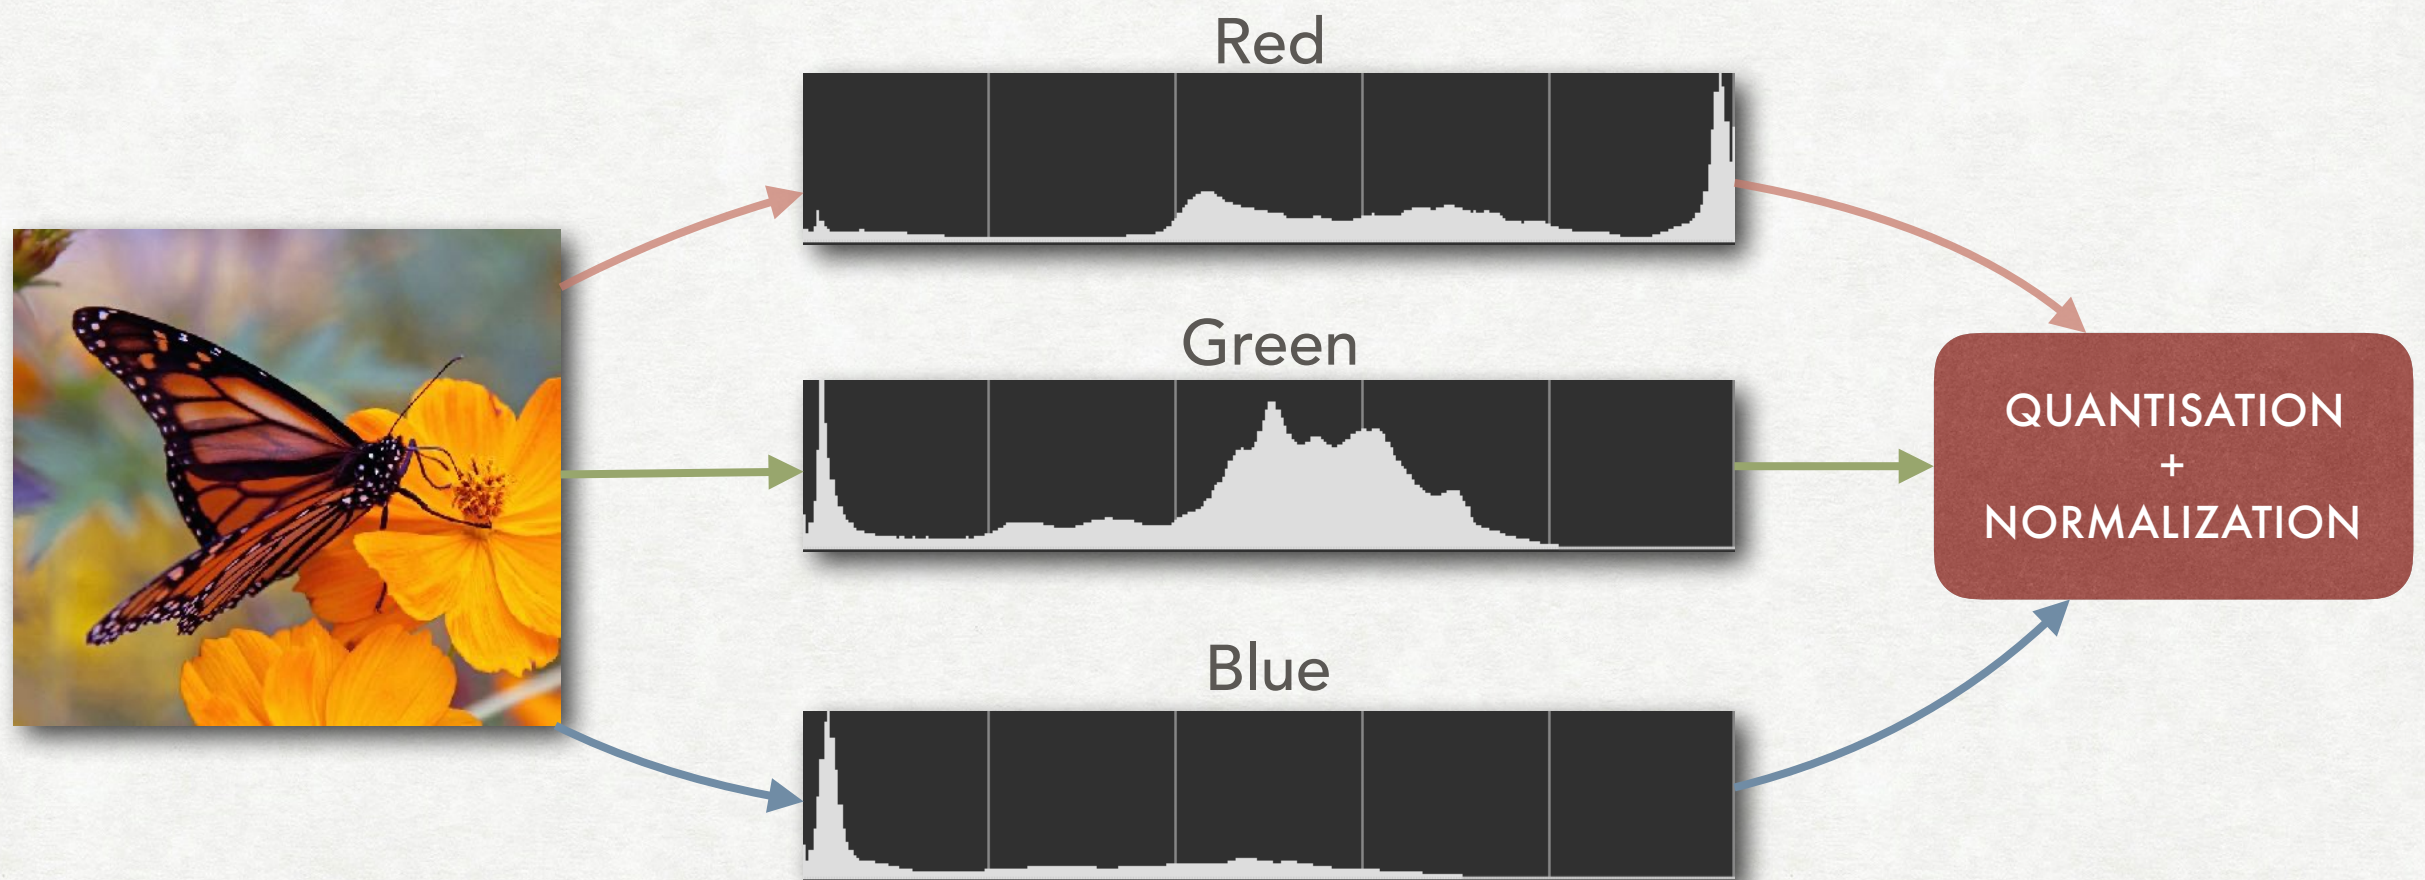 Red
Green
Blue
QUANTISATION
+
NORMALIZATION